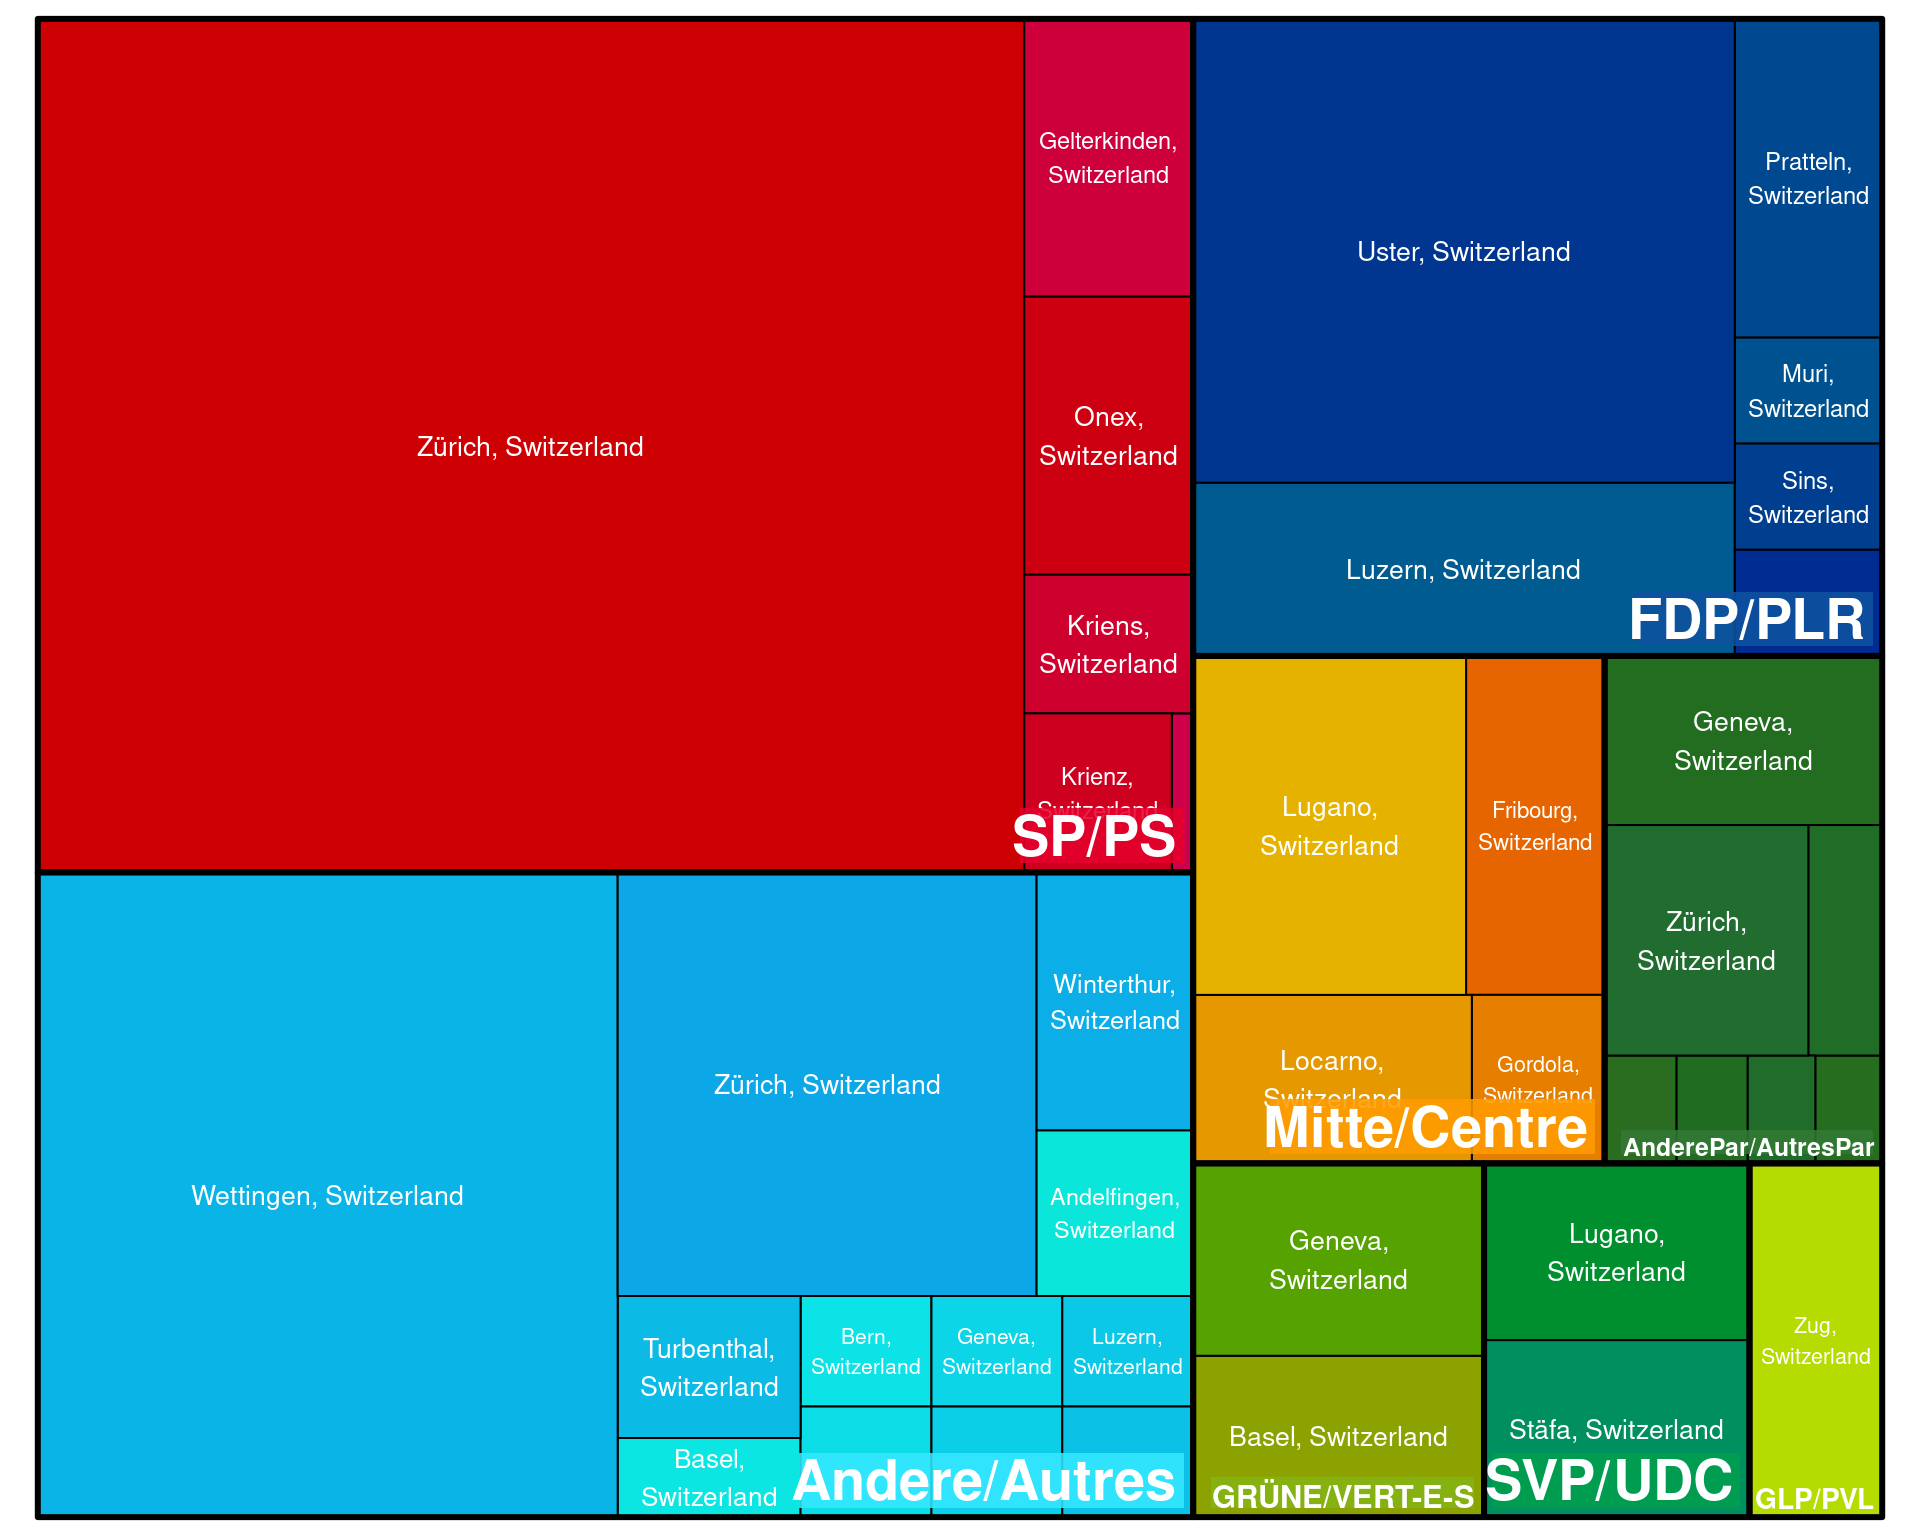 Zürich, Switzerland
Gelterkinden,
Switzerland
Onex,
Switzerland
Kriens,
Switzerland
Krienz,
Switzerland
SP/PS
Wettingen, Switzerland
Zürich, Switzerland
Winterthur,
Switzerland
Andelfingen,
Switzerland
Turbenthal,
Switzerland
Bern,
Switzerland
Geneva,
Switzerland
Luzern,
Switzerland
Basel,
Switzerland
Andere/Autres
Uster, Switzerland
Pratteln,
Switzerland
Muri,
Switzerland
Sins,
Switzerland
Luzern, Switzerland
FDP/PLR
Lugano,
Switzerland
Fribourg,
Switzerland
Locarno,
Switzerland
Gordola,
Switzerland
Mitte/Centre
Geneva,
Switzerland
Zürich,
Switzerland
AnderePar/AutresPar
Geneva,
Switzerland
Basel, Switzerland
GRÜNE/VERT-E-S
Lugano,
Switzerland
Stäfa, Switzerland
SVP/UDC
Zug,
Switzerland
GLP/PVL